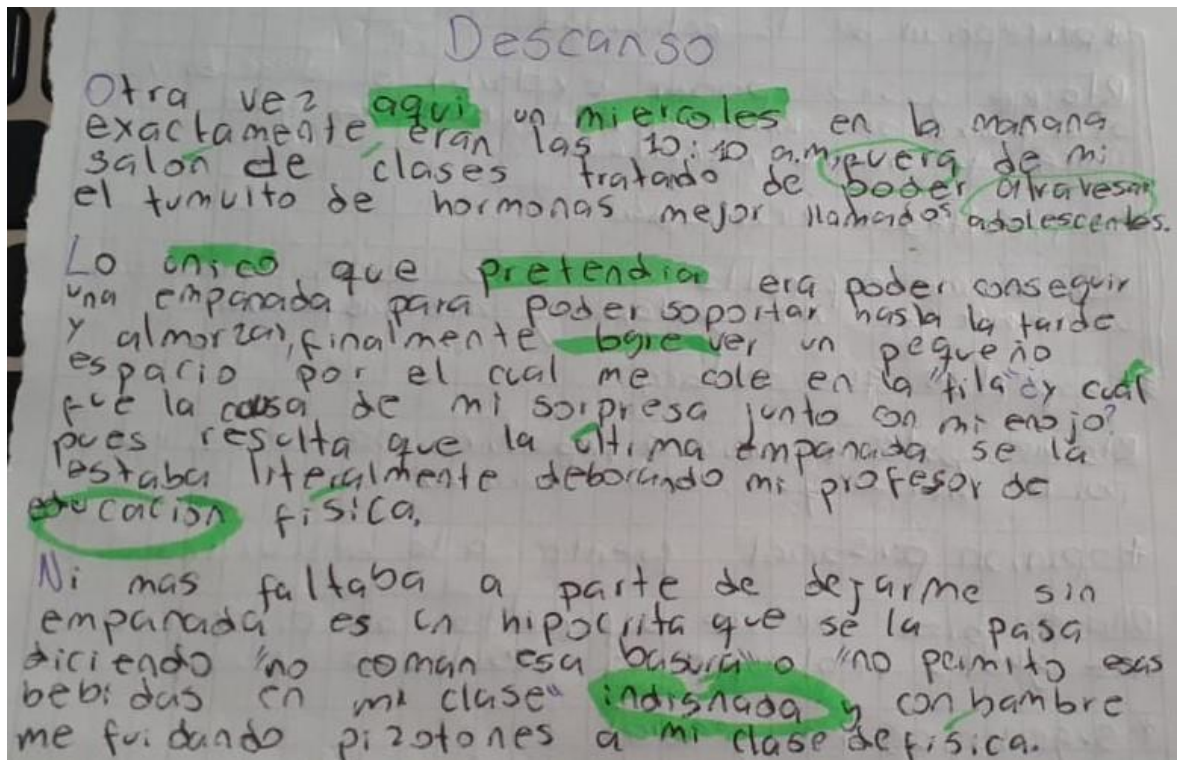 Descanso
Otra vez aqui un miercoles en la mañana
exactamente eran las 10:10 a.m, fuera de mi
salón de clases tratado de poder atravesar
el tumulto de hormonas mejor llamados adolescentes.
Lo único que pretendia era poder conseguir
una empanada para poder soportar hasta la tarde
y almorzar, finalmente logre ver un pequeño
espacio por el cual me cole en la "fila" ¿y cuál
fue la causa de mi sorpresa junto con mi enojo?
pues resulta que la última empanada se la
estaba literalmente deborando mi profesor de
educación física.
Ni mas faltaba a parte de dejarme sin
empanada es un hipocrita que se la pasa
diciendo "no coman esa basura" o "no permito esas
bebidas en mi clase" indisnada y con hambre
me fui dando pizotones a mi clase de física.